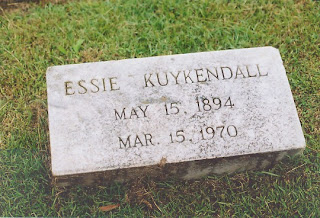 ESSIE KUYKENDALL
MAY 15, 1894
MAR. 15, 1970